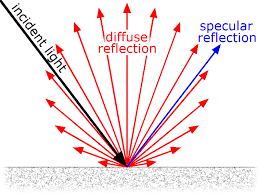 incident light
diffuse
reflection
specular
reflection